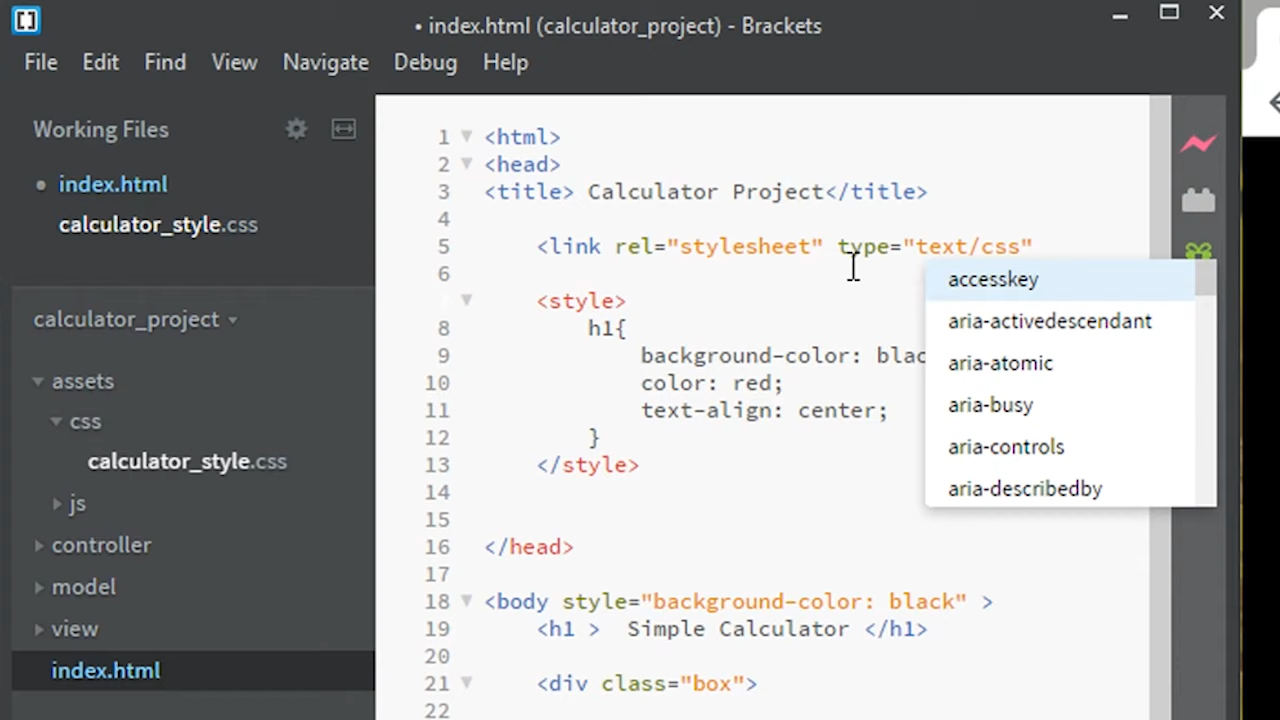 • index.html (calculator_project) - Brackets
File Edit Find View Navigate Debug Help
Working Files
index.html
calculator_style.css
calculator_project
assets
css
calculator_style.css
js
controller
model
view
index.html
1 <html>
2 <head>
3 <title> Calculator Project</title>
4
5 <link rel="stylesheet" type="text/css"
6
<style>
8 h1{
9 background-color:
10 color: red;
11 text-align: center;
12 }
13 </style>
14
15
16 </head>
17
18 <body style="background-color: black" >
19 <h1 > Simple Calculator </h1>
20
21 <div class="box">
22
accesskey
aria-activedescendant
aria-atomic
aria-busy
aria-controls
aria-describedby